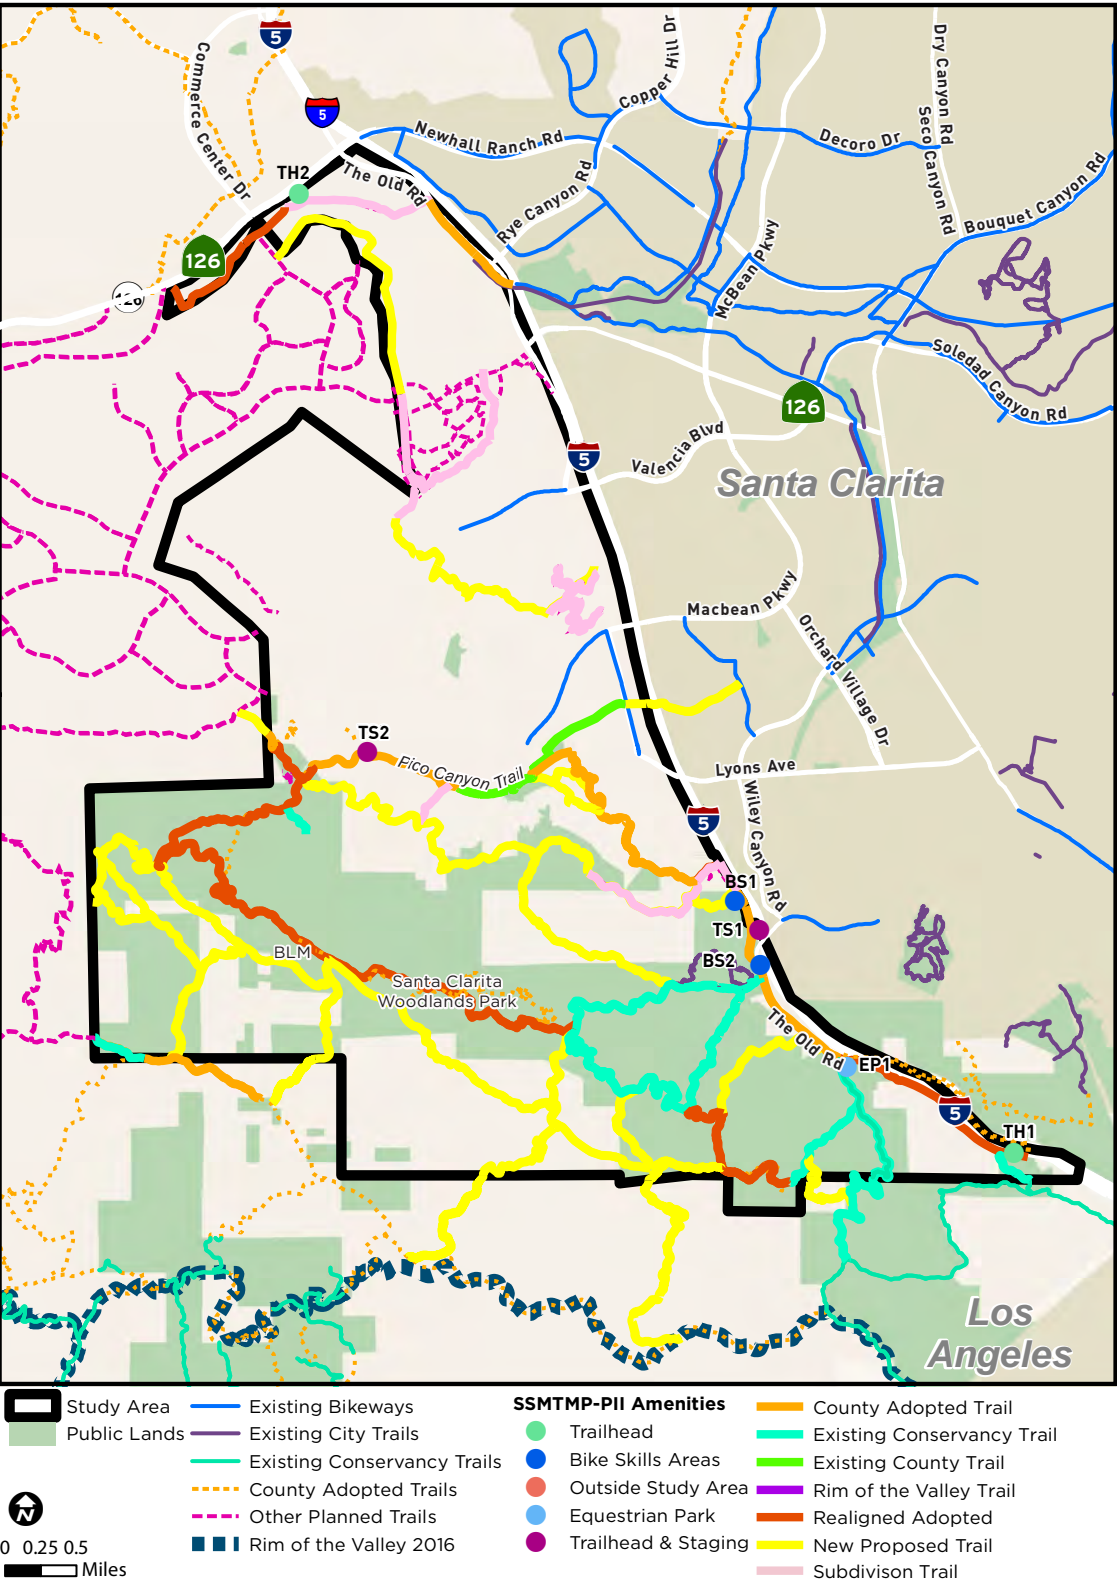 5
5
Commerce Center Dr
Copper Hill Dr
Dry Canyon Rd
Seco Canyon Rd
Newhall Ranch Rd
Decoro Dr
TH2
The Old Rd
Rye Canyon Rd
Bouquet Canyon Rd
McBean Pkwy
126
126
Soledad Canyon Rd
126
Valencia Blvd
5
Santa Clarita
Macbean Pkwy
Orchard Village Dr
TS2
Pico Canyon Trail
Lyons Ave
Wiley Canyon Rd
5
BS1
TS1
BS2
BLM
Santa Clarita
Woodlands Park
The Old Rd
EP1
5
TH1
Los
Angeles
Study Area
Public Lands
N
0 0.25 0.5
Miles
Existing Bikeways
Existing City Trails
Existing Conservancy Trails
County Adopted Trails
Other Planned Trails
Rim of the Valley 2016
SSMTMP-PII Amenities
Trailhead
Bike Skills Areas
Outside Study Area
Equestrian Park
Trailhead & Staging
County Adopted Trail
Existing Conservancy Trail
Existing County Trail
Rim of the Valley Trail
Realigned Adopted
New Proposed Trail
Subdivison Trail